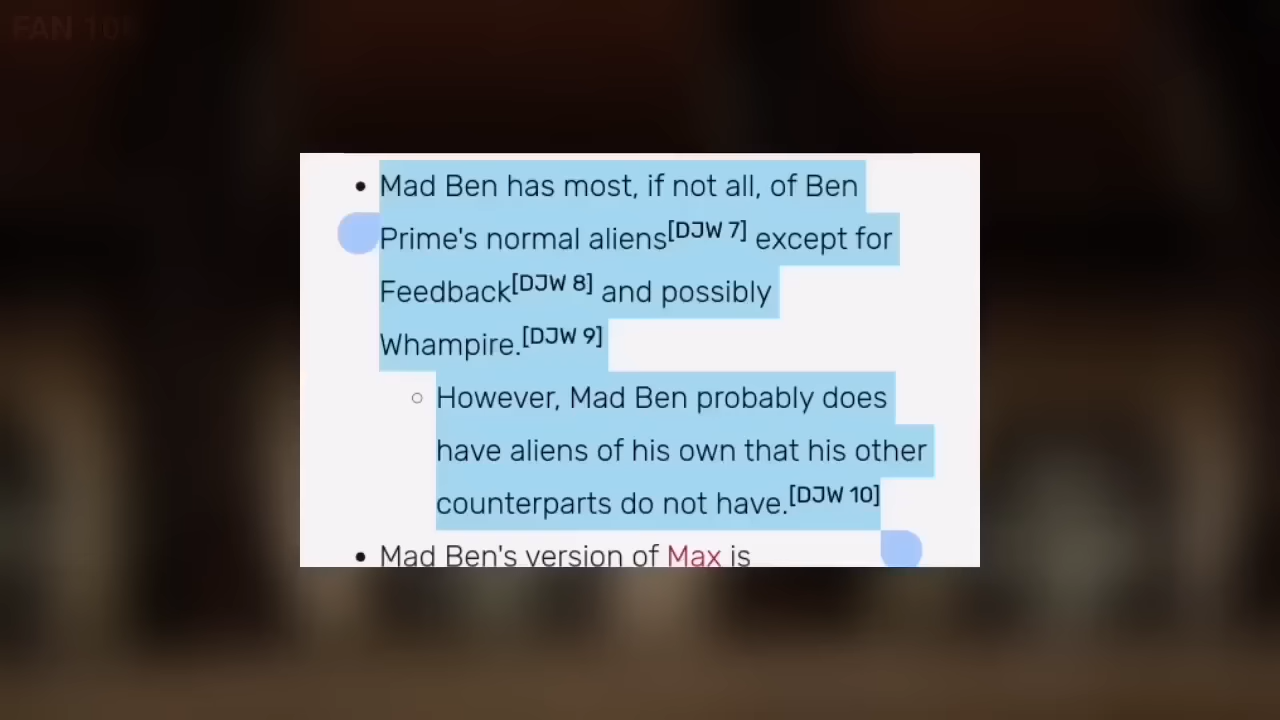 FAN 10
• Mad Ben has most, if not all, of Ben
Prime's normal aliens[DJW 7] except for
Feedback[DJW 8] and possibly
Whampire.[DJW 9]
○ However, Mad Ben probably does
have aliens of his own that his other
counterparts do not have.[DJW 10]
• Mad Ben's version of Max is